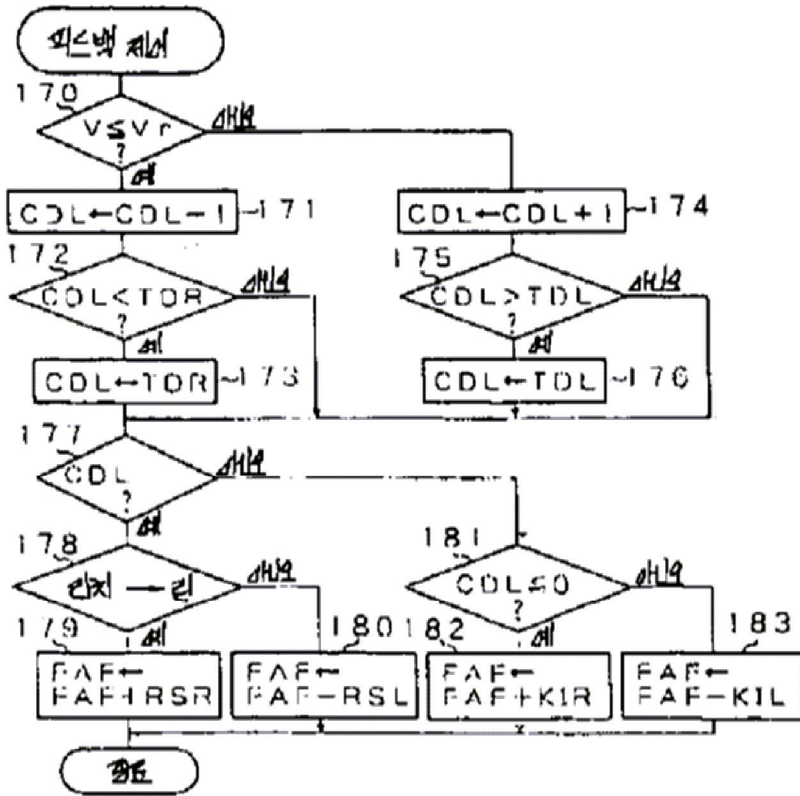 피드백 제어
170
V≦Vr
?
아니오
예
CDL←CDL−1
171
CDL←CDL+1
174
172
CDL<TDR
?
아니오
예
175
CDL>TDL
?
아니오
예
CDL←TDR
173
CDL←TDL
176
177
CDL
?
아니오
예
178
리치→린
아니오
예
181
CDL≦0
?
아니오
예
179
FAF←
FAF+RSR
180
FAF←
FAF−RSL
182
FAF←
FAF+KIR
183
FAF←
FAF−KIL
종료